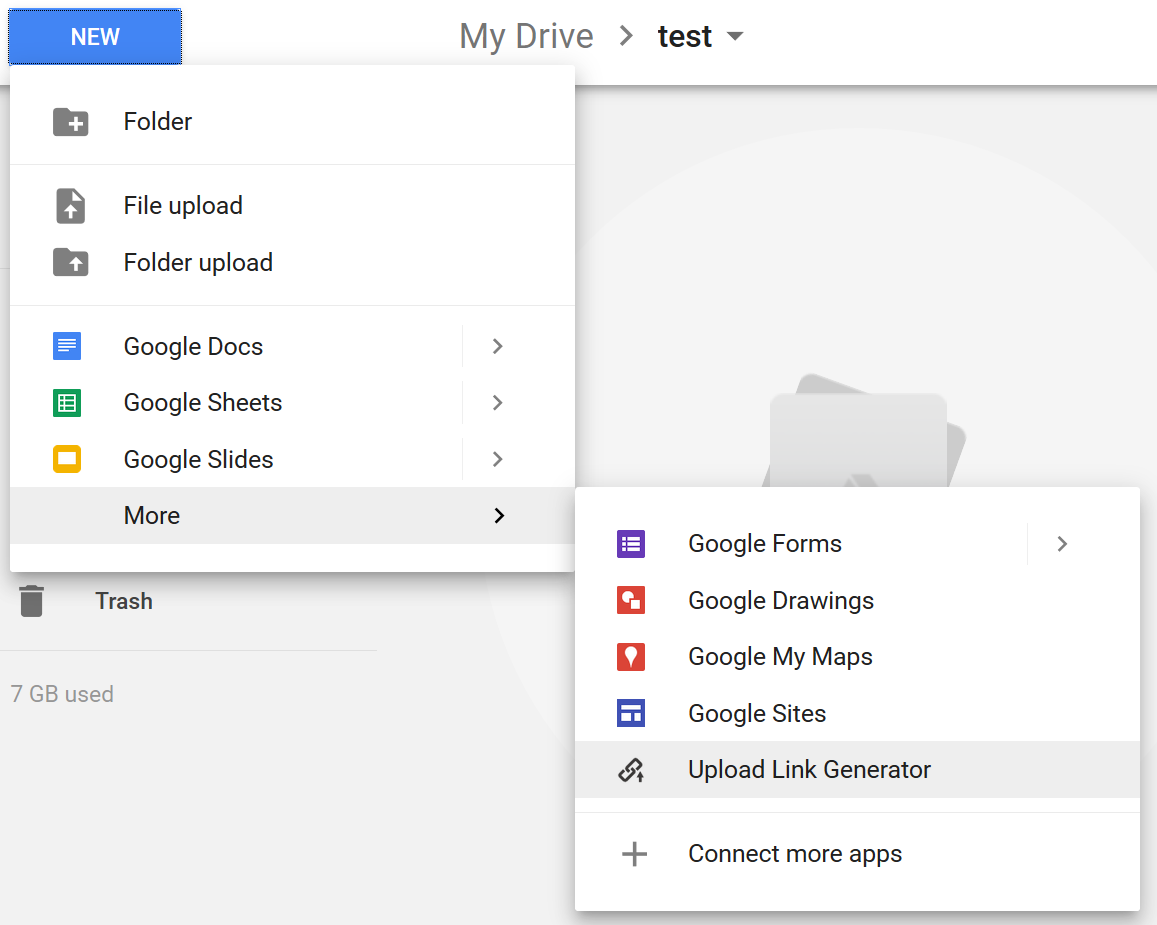 NEW
My Drive > test
Folder
File upload
Folder upload
Google Docs
Google Sheets
Google Slides
More
Trash
7 GB used
Google Forms
Google Drawings
Google My Maps
Google Sites
Upload Link Generator
Connect more apps